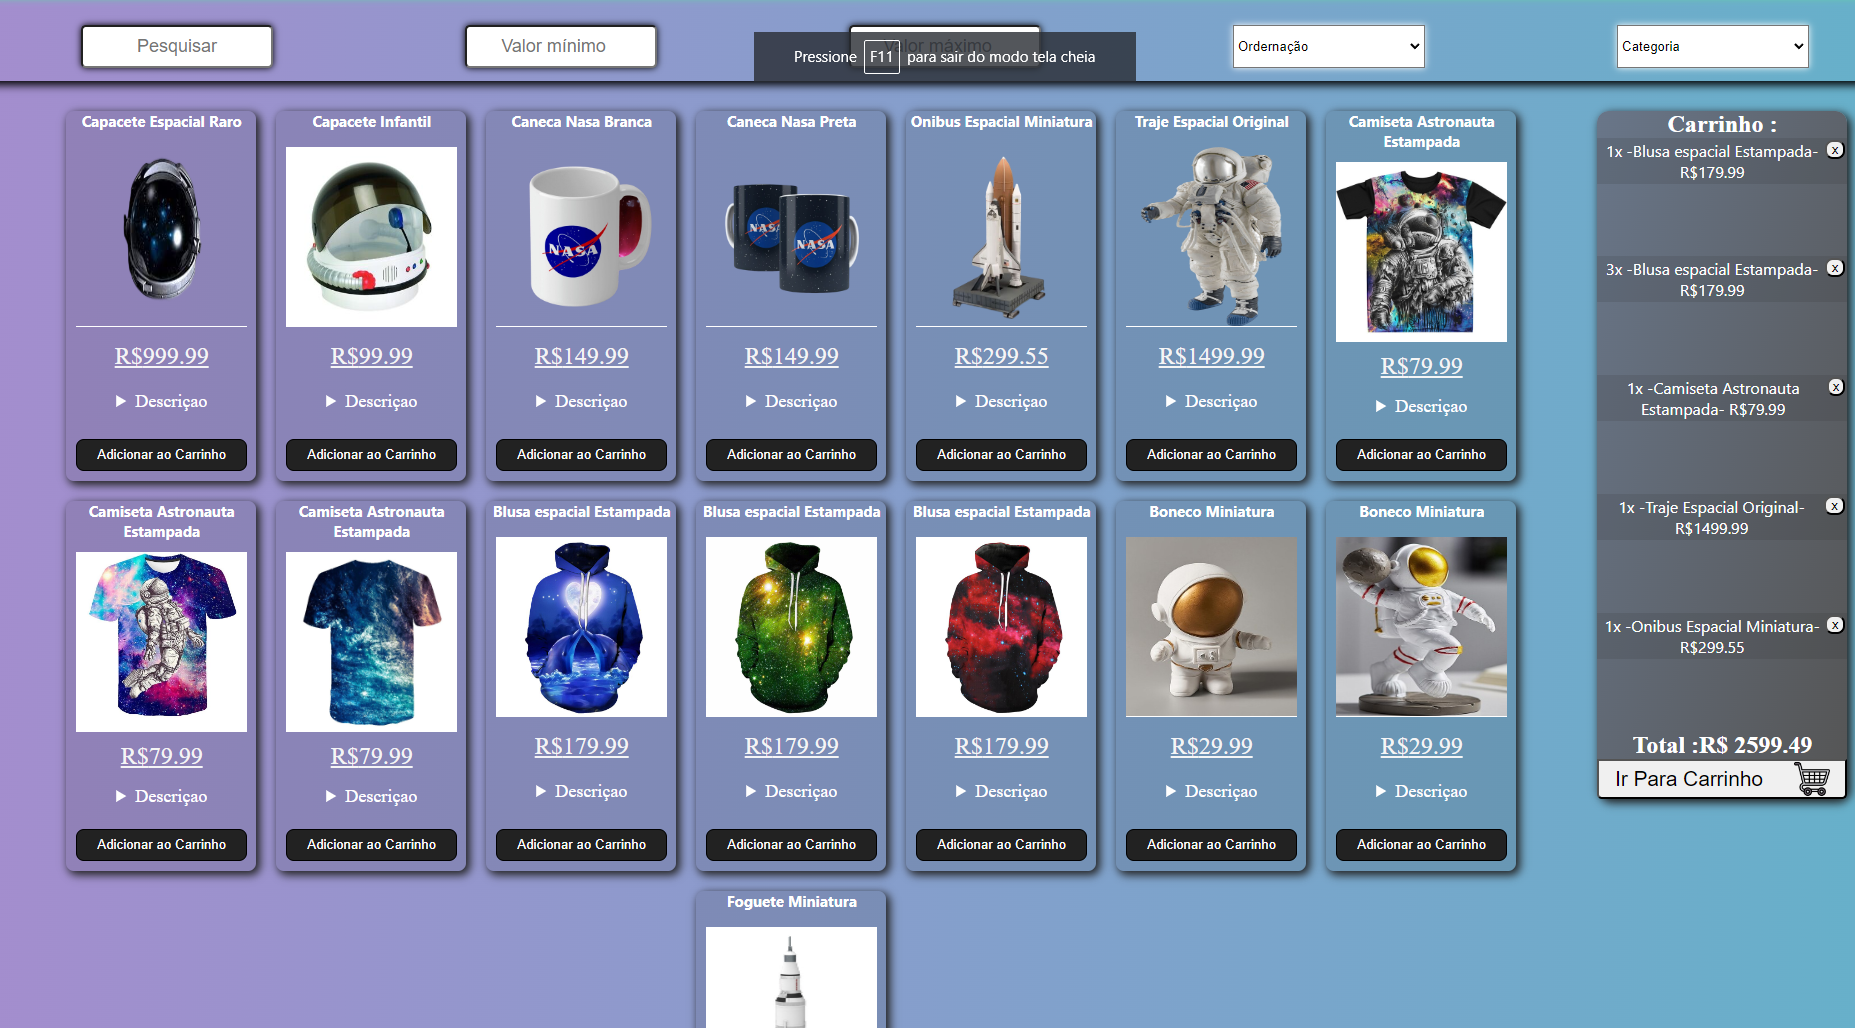 Pesquisar
Valor mínimo
Valor máximo
Ordernação
Categoria
Pressione F11 para sair do modo tela cheia
Capacete Espacial Raro
R$999.99
▶ Descriçao
Adicionar ao Carrinho
Capacete Infantil
R$99.99
▶ Descriçao
Adicionar ao Carrinho
Caneca Nasa Branca
NASA
R$149.99
▶ Descriçao
Adicionar ao Carrinho
Caneca Nasa Preta
NASA
NASA
R$149.99
▶ Descriçao
Adicionar ao Carrinho
Onibus Espacial Miniatura
R$299.55
▶ Descriçao
Adicionar ao Carrinho
Traje Espacial Original
R$1499.99
▶ Descriçao
Adicionar ao Carrinho
Camiseta Astronauta
Estampada
R$79.99
▶ Descriçao
Adicionar ao Carrinho
Camiseta Astronauta
Estampada
R$79.99
▶ Descriçao
Adicionar ao Carrinho
Camiseta Astronauta
Estampada
R$79.99
▶ Descriçao
Adicionar ao Carrinho
Blusa espacial Estampada
R$179.99
▶ Descriçao
Adicionar ao Carrinho
Blusa espacial Estampada
R$179.99
▶ Descriçao
Adicionar ao Carrinho
Blusa espacial Estampada
R$179.99
▶ Descriçao
Adicionar ao Carrinho
Boneco Miniatura
R$29.99
▶ Descriçao
Adicionar ao Carrinho
Boneco Miniatura
R$29.99
▶ Descriçao
Adicionar ao Carrinho
Foguete Miniatura
Carrinho :
1x -Blusa espacial Estampada- x
R$179.99
3x -Blusa espacial Estampada- x
R$179.99
1x -Camiseta Astronauta x
Estampada- R$79.99
1x -Traje Espacial Original- x
R$1499.99
1x -Onibus Espacial Miniatura- x
R$299.55
Total :R$ 2599.49
Ir Para Carrinho